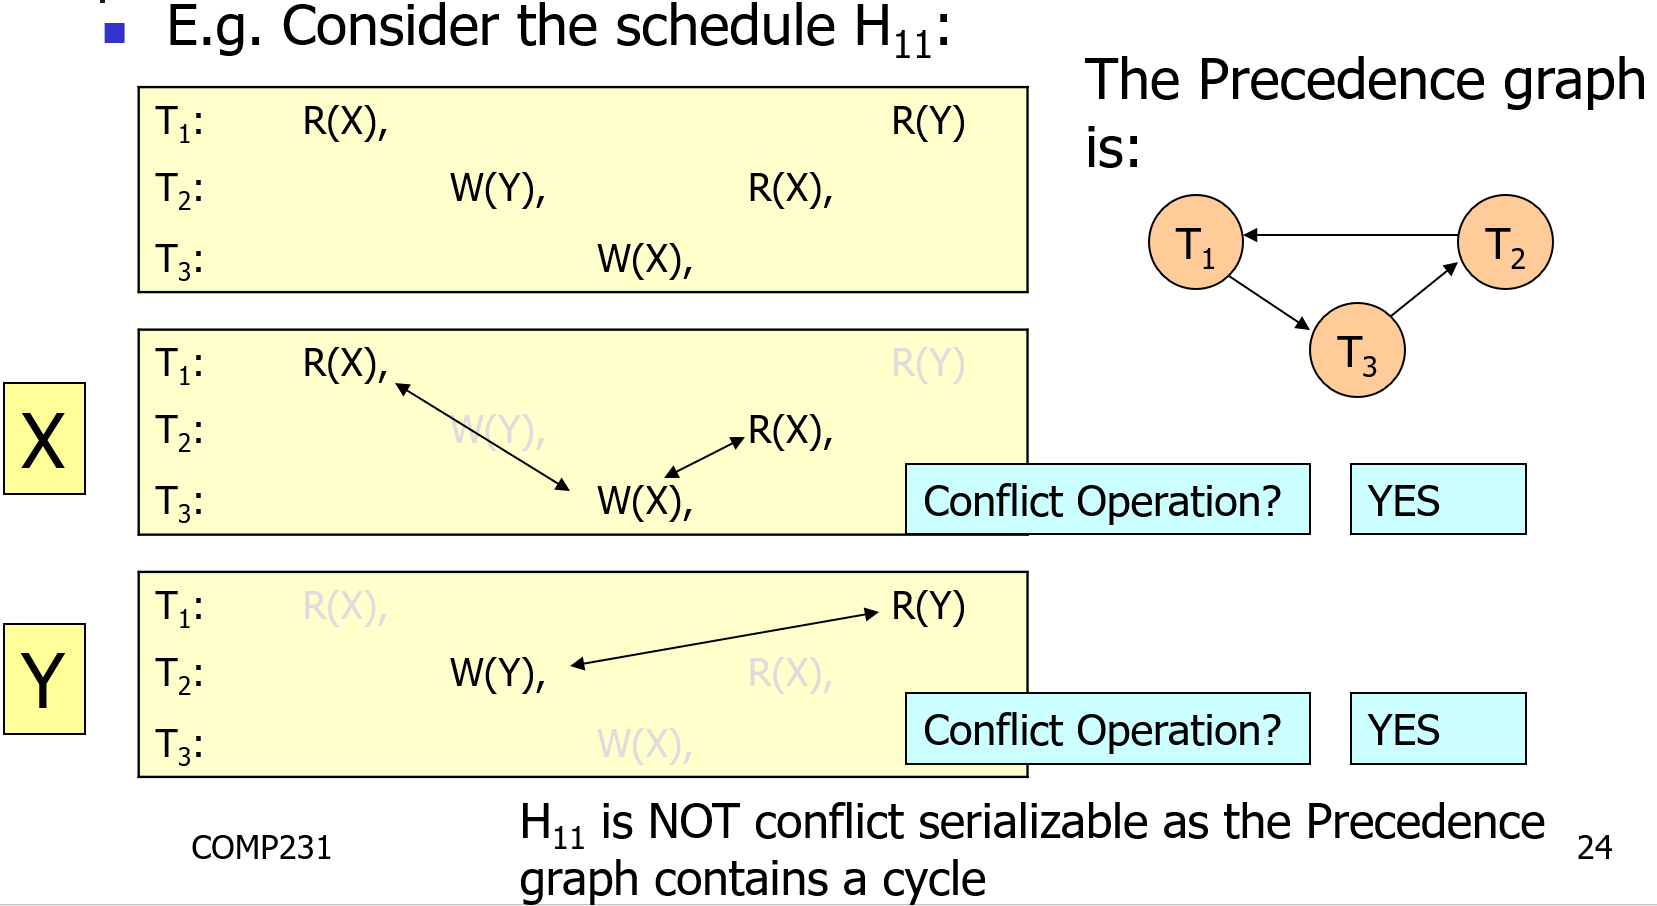 E.g. Consider the schedule H11:
The Precedence graph
is:
T1: R(X), R(Y)
T2: W(Y), R(X),
T3: W(X),
T1
T2
T3
X
T1: R(X), R(Y)
T2: W(Y), R(X),
T3: W(X),
Conflict Operation? YES
Y
T1: R(X), R(Y)
T2: W(Y), R(X),
T3: W(X),
Conflict Operation? YES
H11 is NOT conflict serializable as the Precedence
graph contains a cycle
COMP231
24